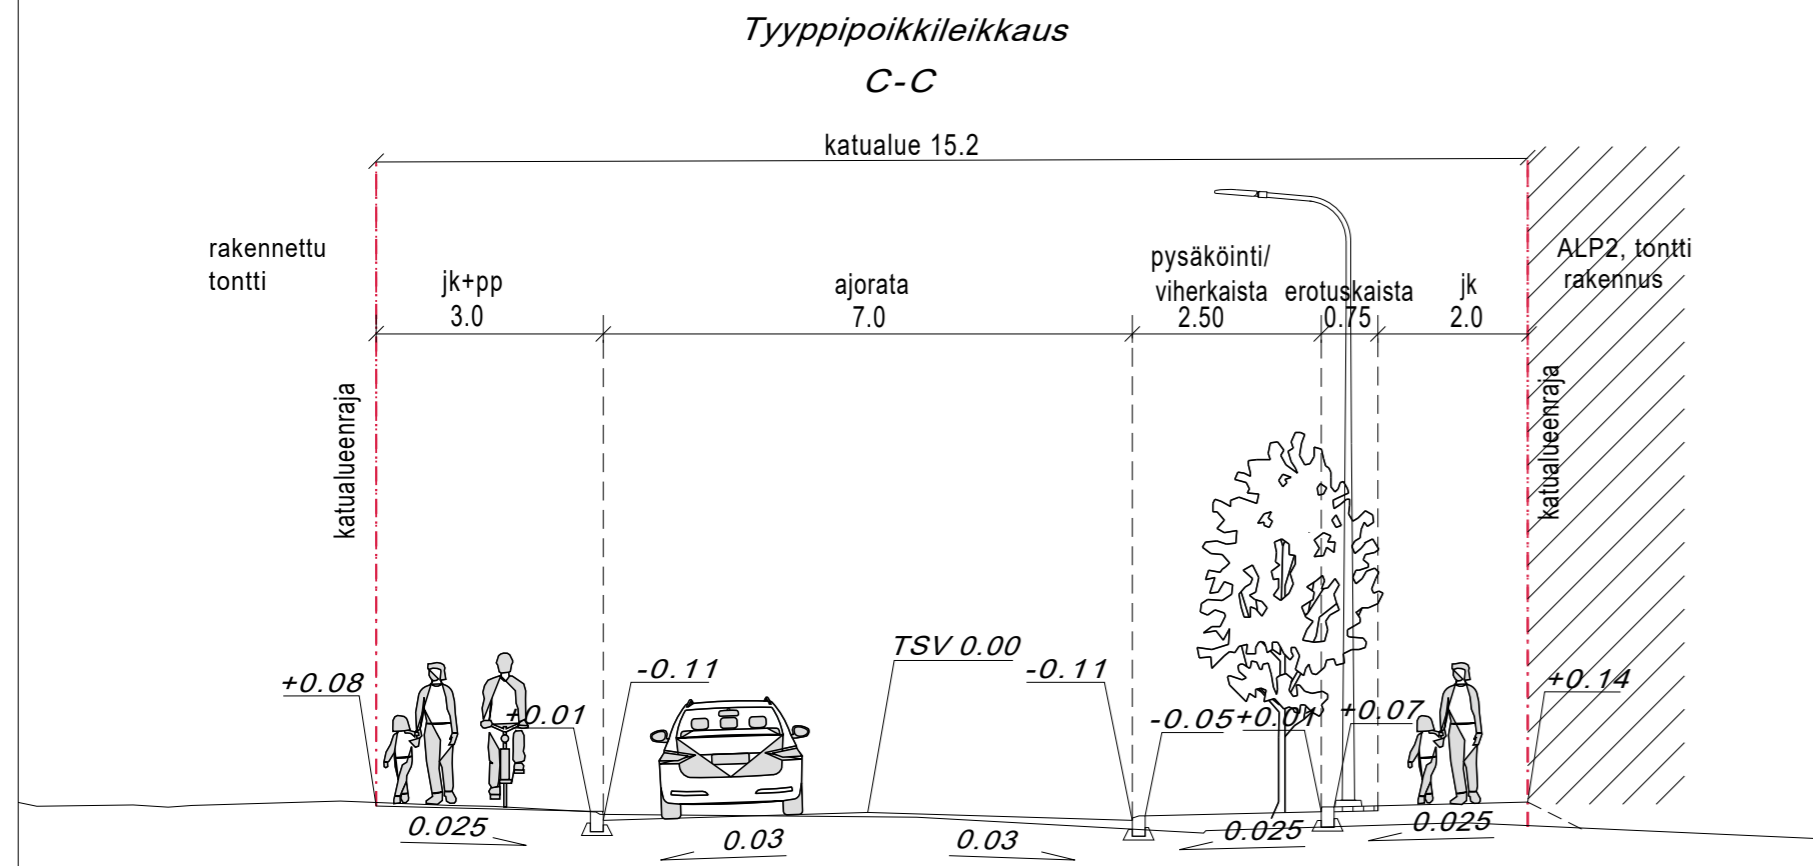 Tyyppipoikkileikkaus
C-C
katualue 15.2
rakennettu
tontti
jk+pp
3.0
ajorata
7.0
pysäköinti/
viherkaista
2.50
erotuskaista
0.75
jk
2.0
ALP2, tontti
rakennus
katualueenraja
katualueenraja
+0.08
+0.01
-0.11
TSV 0.00
-0.11
-0.05
+0.01
+0.07
+0.14
0.025
0.03
0.03
0.025
0.025